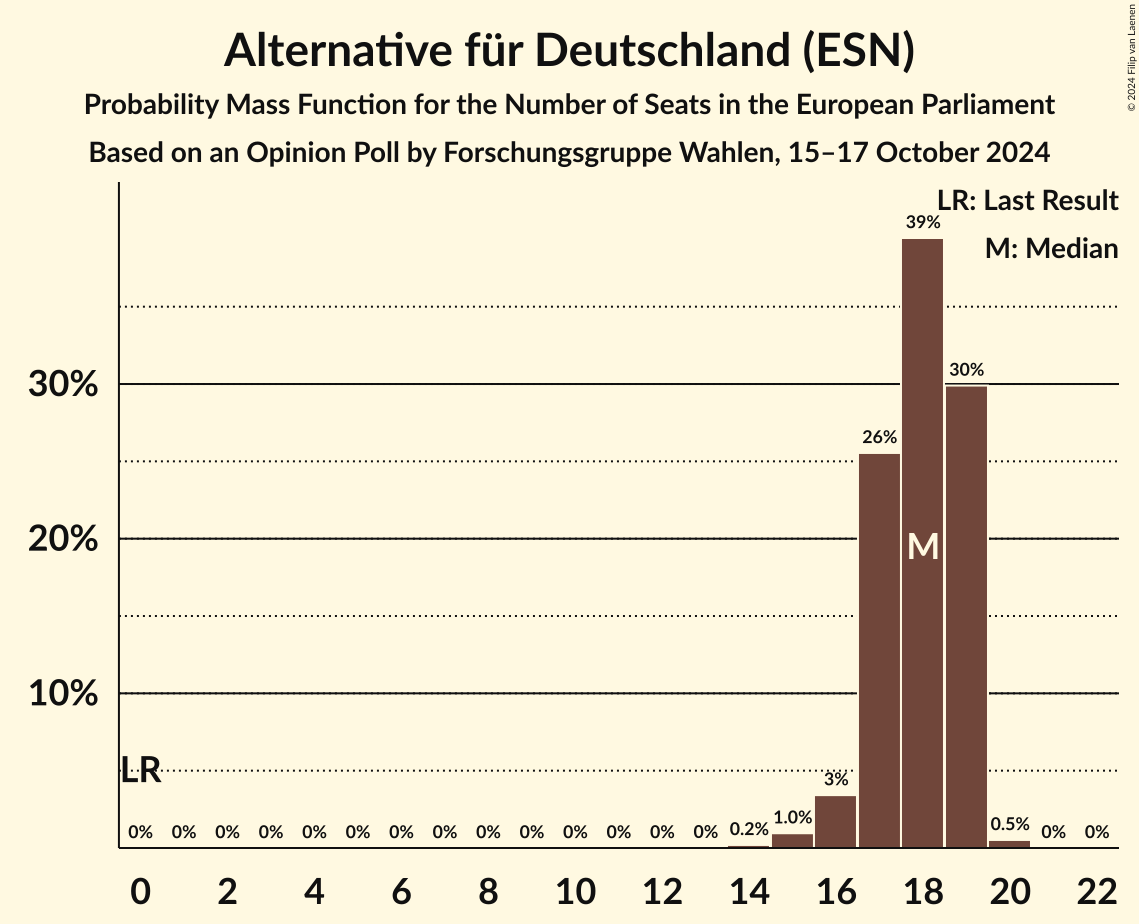 Alternative für Deutschland (ESN)
Probability Mass Function for the Number of Seats in the European Parliament
Based on an Opinion Poll by Forschungsgruppe Wahlen, 15–17 October 2024
© 2024 Filip van Laenen
LR: Last Result
M: Median
39%
30%
30%
26%
20%
M
10%
LR
3%
1.0%
0.2%
0.5%
0% 0% 0% 0% 0% 0% 0% 0% 0% 0% 0% 0% 0% 0% 0% 0%
0 2 4 6 8 10 12 14 16 18 20 22